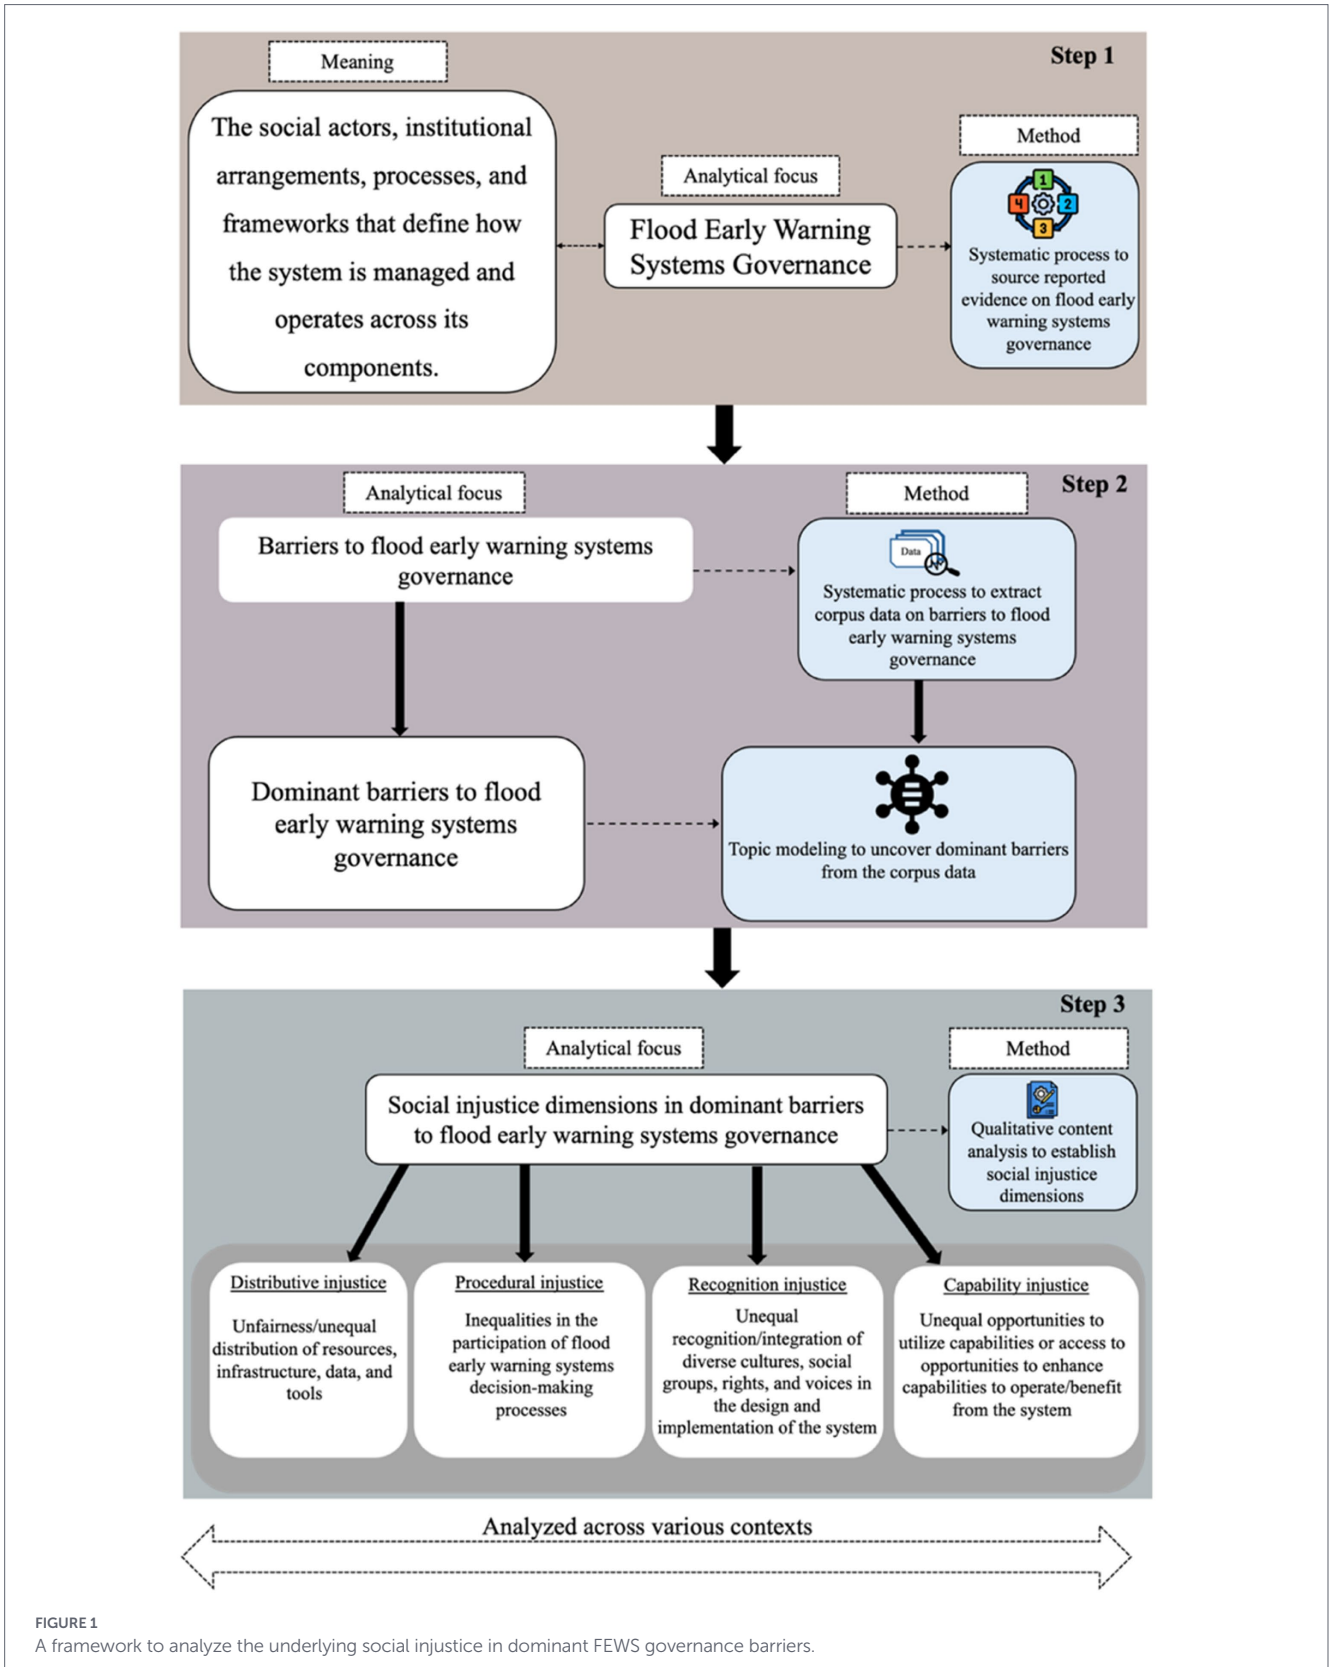 Step 1
Meaning
The social actors, institutional
arrangements, processes, and
frameworks that define how
the system is managed and
operates across its
components.
Analytical focus
Flood Early Warning
Systems Governance
Method
1
2
3
4
Systematic process to
source reported
evidence on flood early
warning systems
governance
Step 2
Analytical focus
Barriers to flood early warning systems
governance
Method
Data
Systematic process to extract
corpus data on barriers to flood
early warning systems
governance
Dominant barriers to flood
early warning systems
governance
Topic modeling to uncover dominant barriers
from the corpus data
Step 3
Analytical focus
Social injustice dimensions in dominant barriers
to flood early warning systems governance
Method
Qualitative content
analysis to establish
social injustice
dimensions
Distributive injustice
Unfairness/unequal
distribution of resources,
infrastructure, data, and
tools
Procedural injustice
Inequalities in the
participation of flood
early warning systems
decision-making
processes
Recognition injustice
Unequal
recognition/integration of
diverse cultures, social
groups, rights, and voices in
the design and
implementation of the system
Capability injustice
Unequal opportunities to
utilize capabilities or access to
opportunities to enhance
capabilities to operate/benefit
from the system
Analyzed across various contexts
FIGURE 1
A framework to analyze the underlying social injustice in dominant FEWS governance barriers.